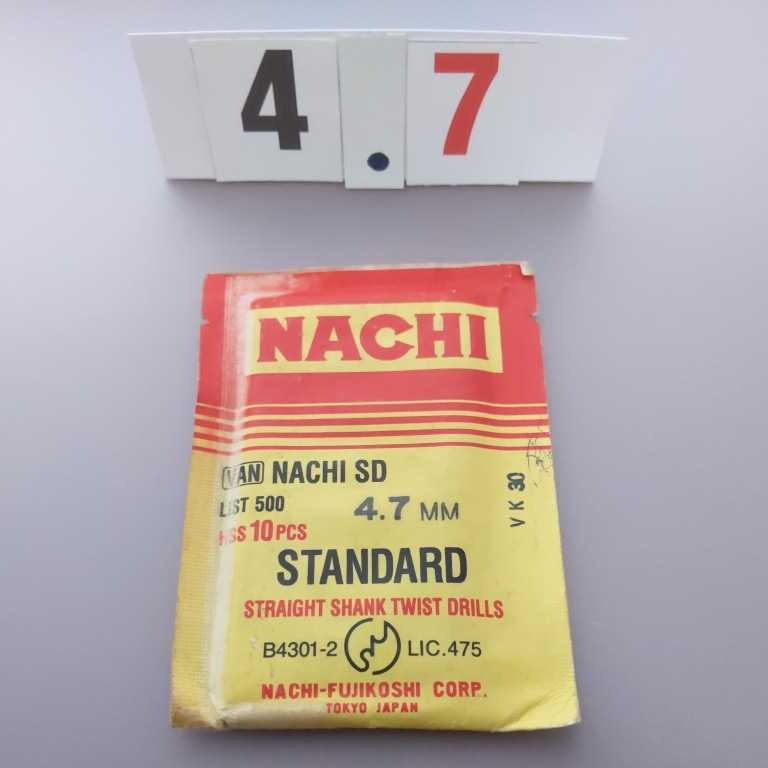 4.7
NACHI
VAN NACHI SD
LIST 500
4.7 MM
VK 30
HSS 10 PCS
STANDARD
STRAIGHT SHANK TWIST DRILLS
B4301-2 LIC.475
NACHI-FUJIKOSHI CORP.
TOKYO JAPAN